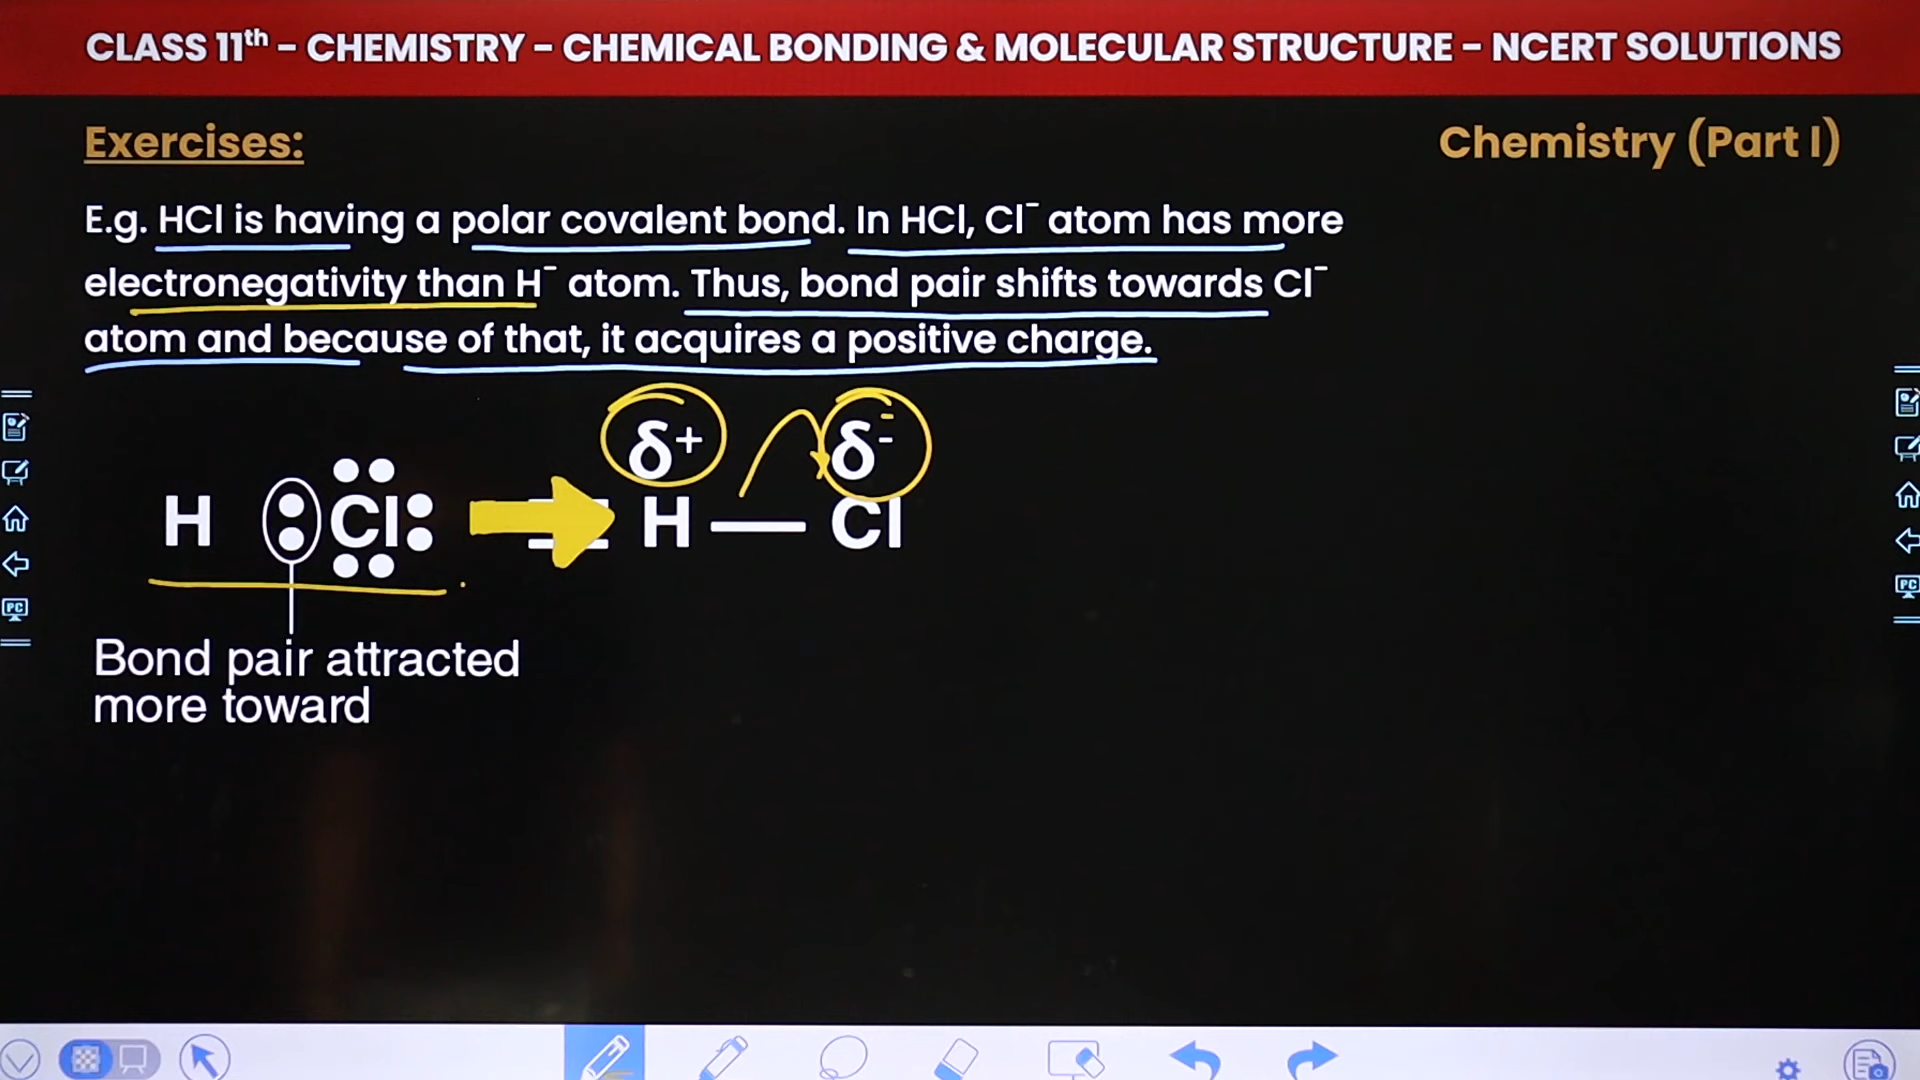 CLASS 11th – CHEMISTRY – CHEMICAL BONDING & MOLECULAR STRUCTURE – NCERT SOLUTIONS
Exercises:
Chemistry (Part I)
E.g. HCl is having a polar covalent bond. In HCl, Cl⁻ atom has more
electronegativity than H⁻ atom. Thus, bond pair shifts towards Cl⁻
atom and because of that, it acquires a positive charge.
δ+ δ-
H : Cl
H — Cl
Bond pair attracted
more toward
PC
PC